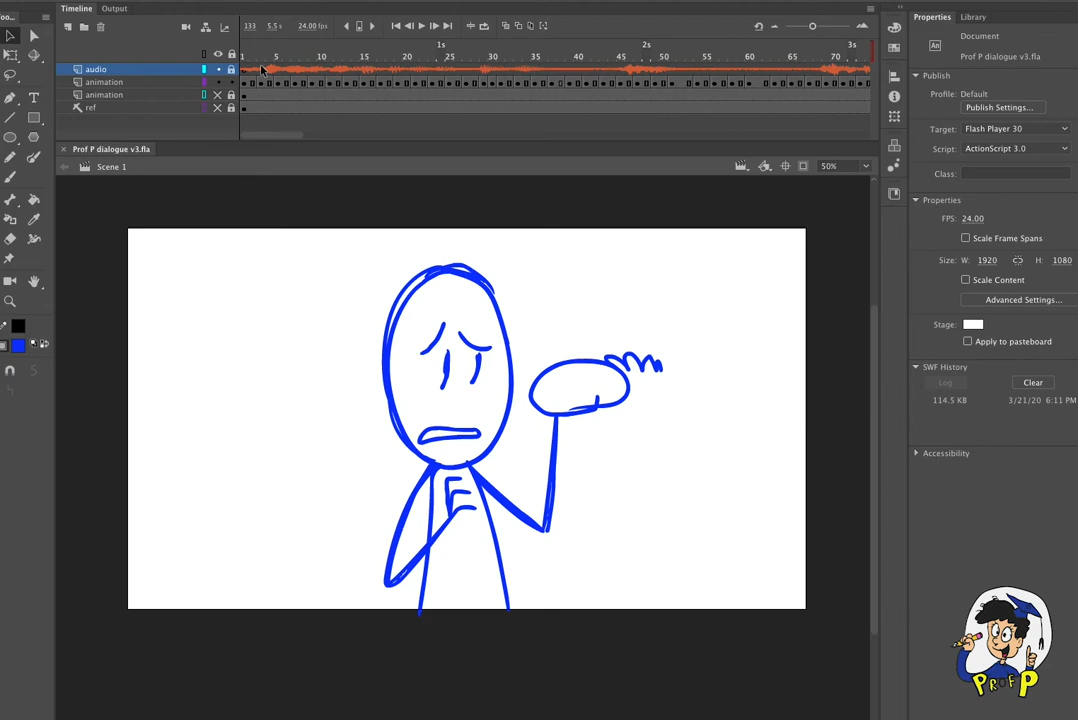 Too...
Timeline Output
133 5.5 s 24.00 fps
1s 2s 3s
1 5 10 15 20 25 30 35 40 45 50 55 60 65 70
audio
animation
animation
ref
Prof P dialogue v3.fla
Scene 1
50%
Properties Library
Document
An
Prof P dialogue v3.fla
Publish
Profile: Default
Publish Settings...
Target: Flash Player 30
Script: ActionScript 3.0
Class:
Properties
FPS: 24.00
Scale Frame Spans
Size: W: 1920 H: 1080
Scale Content
Advanced Settings...
Stage:
Apply to pasteboard
SWF History
Log Clear
114.5 KB 3/21/20 6:11 PM
Accessibility
PROF P